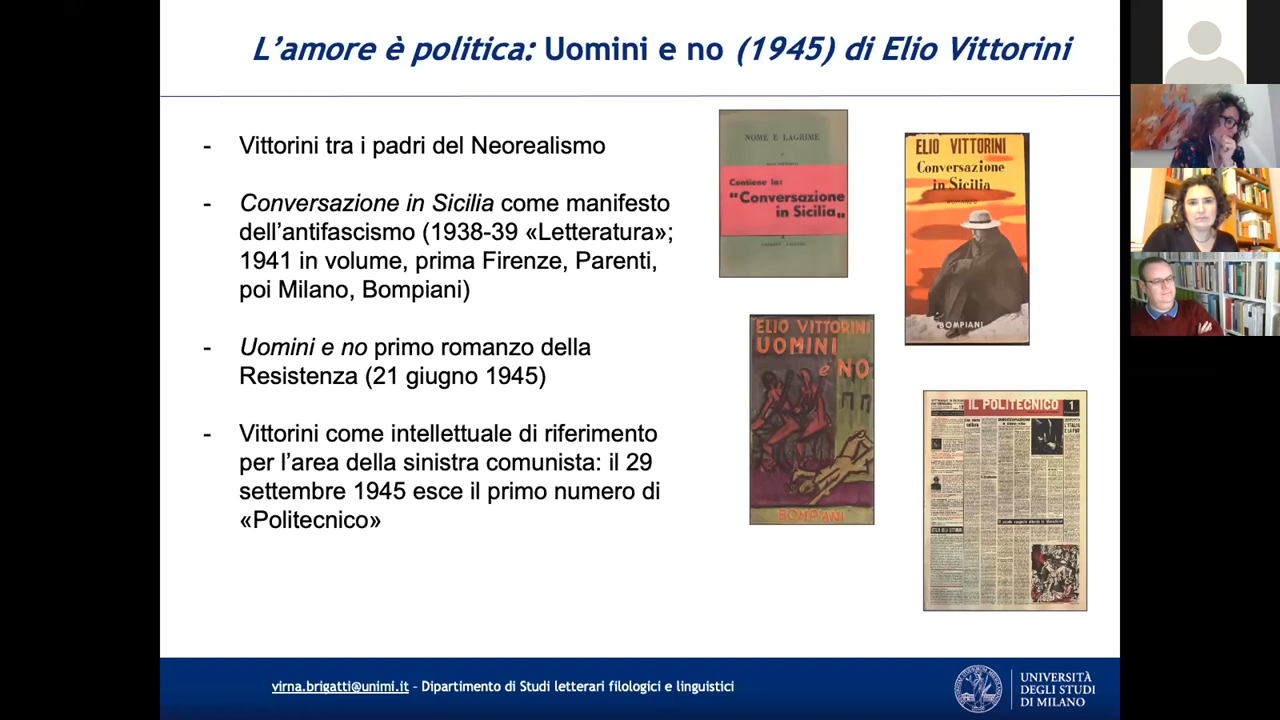 L’amore è politica: Uomini e no (1945) di Elio Vittorini
- Vittorini tra i padri del Neorealismo
- Conversazione in Sicilia come manifesto
dell’antifascismo (1938-39 «Letteratura»;
1941 in volume, prima Firenze, Parenti,
poi Milano, Bompiani)
- Uomini e no primo romanzo della
Resistenza (21 giugno 1945)
- Vittorini come intellettuale di riferimento
per l’area della sinistra comunista: il 29
settembre 1945 esce il primo numero di
«Politecnico»
NOME E LAGRIME
Contiene la:
"Conversazione
in Sicilia„
ELIO VITTORINI
Conversazione
in Sicilia
ROMANZO
BOMPIANI
ELIO VITTORINI
UOMINI
e NO
BOMPIANI
IL POLITECNICO
1
virna.brigatti@unimi.it - Dipartimento di Studi letterari filologici e linguistici
UNIVERSITÀ
DEGLI STUDI
DI MILANO